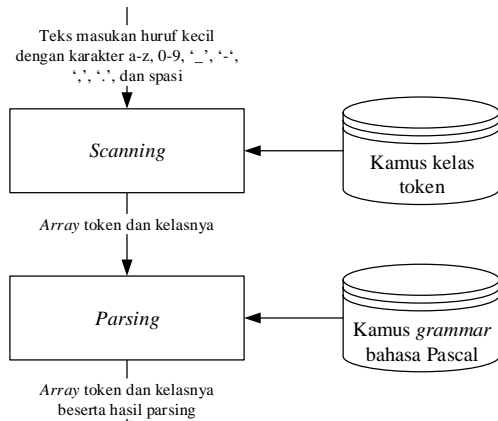 Teks masukan huruf kecil
dengan karakter a-z, 0-9, ‘_’, ‘-‘,
‘,’, ‘.’, dan spasi
Scanning
Kamus kelas
token
Array token dan kelasnya
Parsing
Kamus grammar
bahasa Pascal
Array token dan kelasnya
beserta hasil parsing